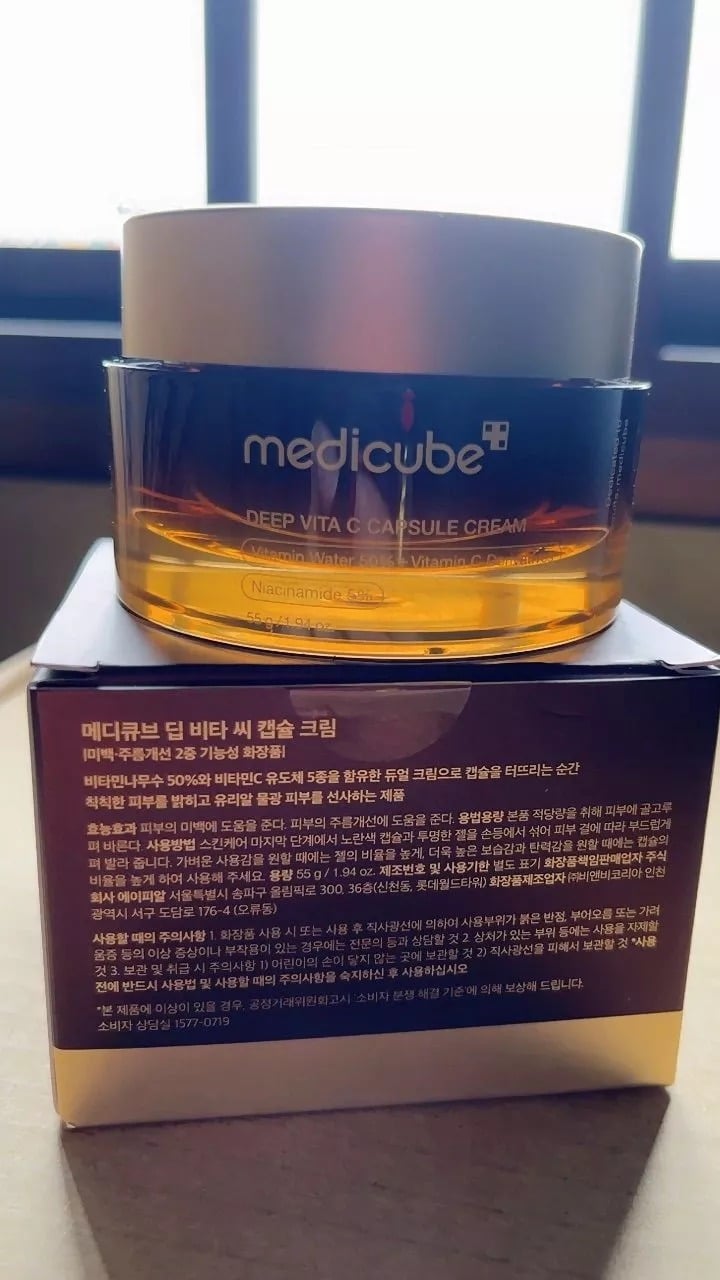 medicube
DEEP VITA C CAPSULE CREAM
Vitamin Water 50% + Vitamin C
Niacinamide 5%
55 g / 1.94 oz
메디큐브 딥 비타 씨 캡슐 크림
|미백·주름개선 2중 기능성 화장품|
비타민나무수 50%와 비타민C 유도체 5종을 함유한 듀얼 크림으로 캡슐을 터뜨리는 순간
칙칙한 피부를 밝히고 유리알 물광 피부를 선사하는 제품
효능효과 피부의 미백에 도움을 준다. 피부의 주름개선에 도움을 준다. 용법용량 본품 적당량을 취해 피부에 골고루
펴 바른다. 사용방법 스킨케어 마지막 단계에서 노란색 캡슐과 투명한 젤을 손등에서 섞어 피부 결에 따라 부드럽게
펴 발라 줍니다. 가벼운 사용감을 원할 때에는 젤의 비율을 높게, 더욱 높은 보습감과 탄력감을 원할 때에는 캡슐의
비율을 높게 하여 사용해 주세요. 용량 55 g / 1.94 oz. 제조번호 및 사용기한 별도 표기 화장품책임판매업자 주식
회사 에이피알 서울특별시 송파구 올림픽로 300, 36층(신천동, 롯데월드타워) 화장품제조업자 ㈜비앤비코리아 인천
광역시 서구 도담로 176-4 (오류동)
사용할 때의 주의사항 1. 화장품 사용 시 또는 사용 후 직사광선에 의하여 사용부위가 붉은 반점, 부어오름 또는 가려
움증 등의 이상 증상이나 부작용이 있는 경우에는 전문의 등과 상담할 것 2. 상처가 있는 부위 등에는 사용을 자제할
것 3. 보관 및 취급 시 주의사항 1) 어린이의 손이 닿지 않는 곳에 보관할 것 2) 직사광선을 피해서 보관할 것 *사용
전에 반드시 사용법 및 사용할 때의 주의사항을 숙지하신 후 사용하십시오
*본 제품에 이상이 있을 경우, 공정거래위원회고시 '소비자 분쟁 해결 기준'에 의해 보상해 드립니다.
소비자 상담실 1577-0719